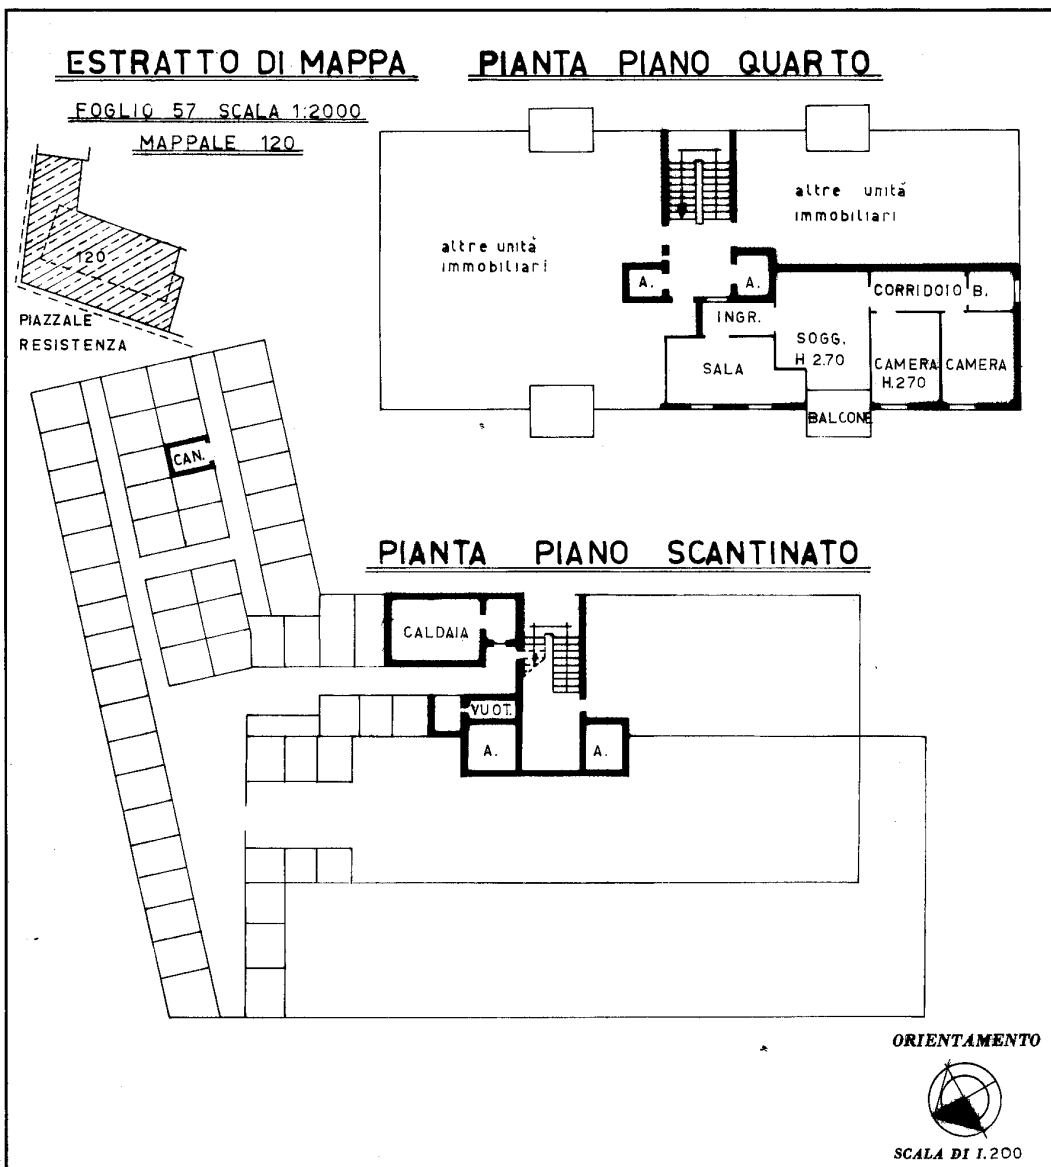 ESTRATTO DI MAPPA
FOGLIO 57 SCALA 1:2000
MAPPALE 120
120
PIAZZALE
RESISTENZA
PIANTA PIANO QUARTO
altre unità
immobiliari
altre unità
immobiliari
A.
A.
INGR.
SALA
SOGG.
H 2.70
CORRIDOIO
B.
CAMERA
H.270
CAMERA
BALCONE
CAN.
PIANTA PIANO SCANTINATO
CALDAIA
VUOT.
A.
A.
ORIENTAMENTO
SCALA DI 1.200